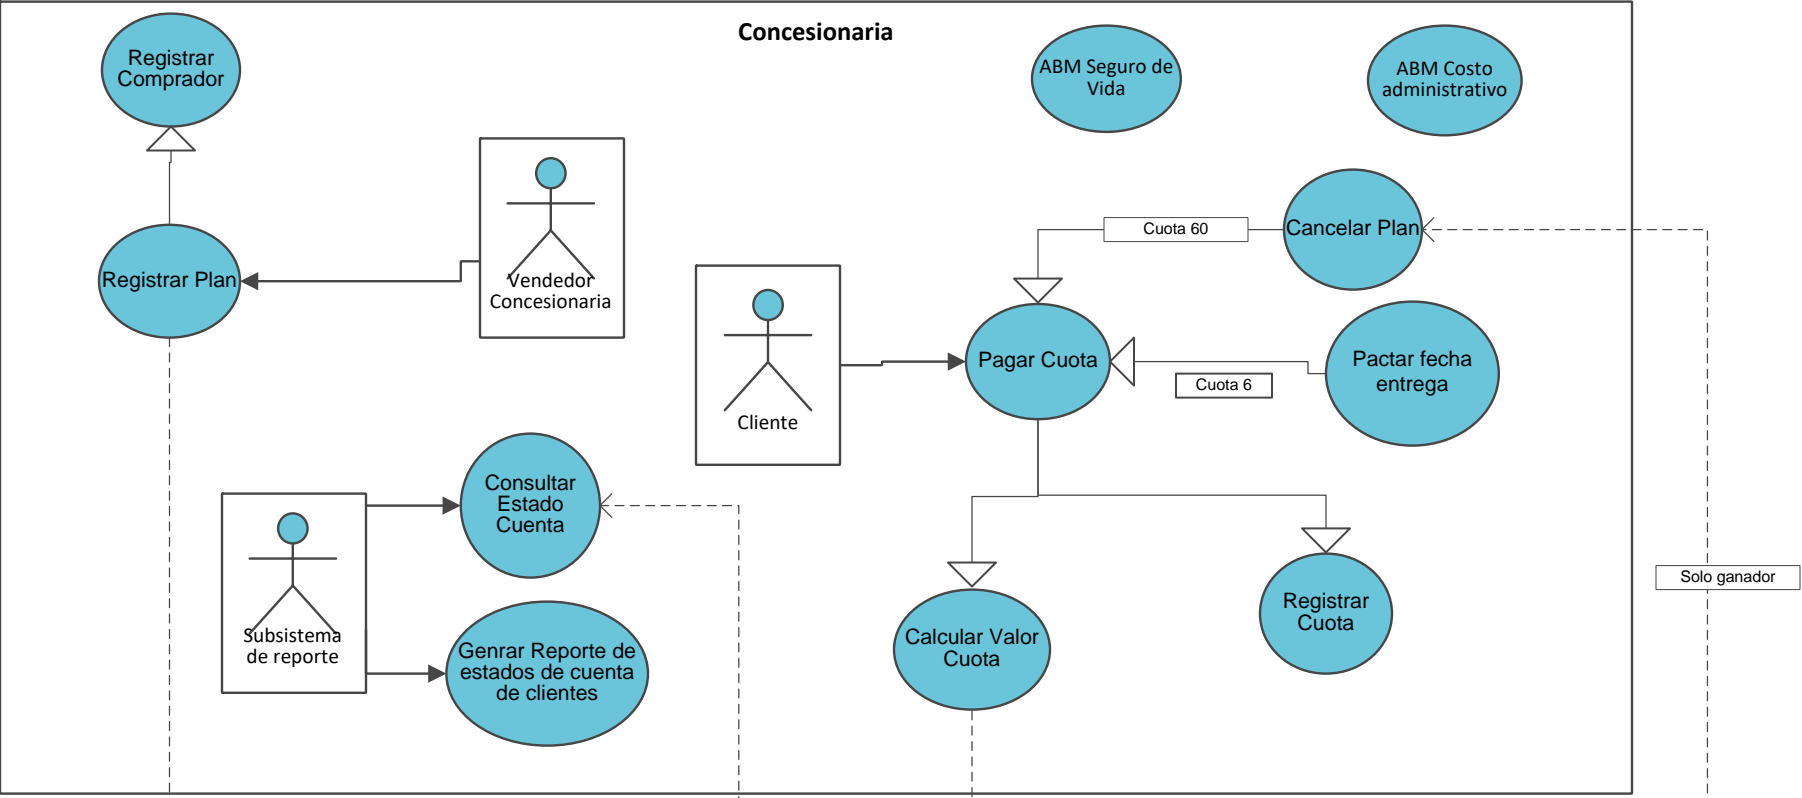 Concesionaria
Registrar
Comprador
ABM Seguro de
Vida
ABM Costo
administrativo
Registrar Plan
Vendedor
Concesionaria
Cuota 60
Cancelar Plan
Cliente
Pagar Cuota
Cuota 6
Pactar fecha
entrega
Consultar
Estado
Cuenta
Subsistema
de reporte
Genrar Reporte de
estados de cuenta
de clientes
Calcular Valor
Cuota
Registrar
Cuota
Solo ganador